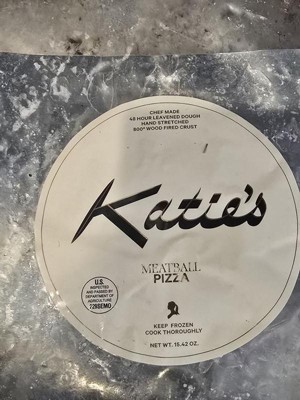 CHEF MADE
48 HOUR LEAVENED DOUGH
HAND STRETCHED
800° WOOD FIRED CRUST
Katie's
MEATBALL
PIZZA
U.S.
INSPECTED
AND PASSED BY
DEPARTMENT OF
AGRICULTURE
KEEP FROZEN
COOK THOROUGHLY
NET WT. 15.42 OZ.